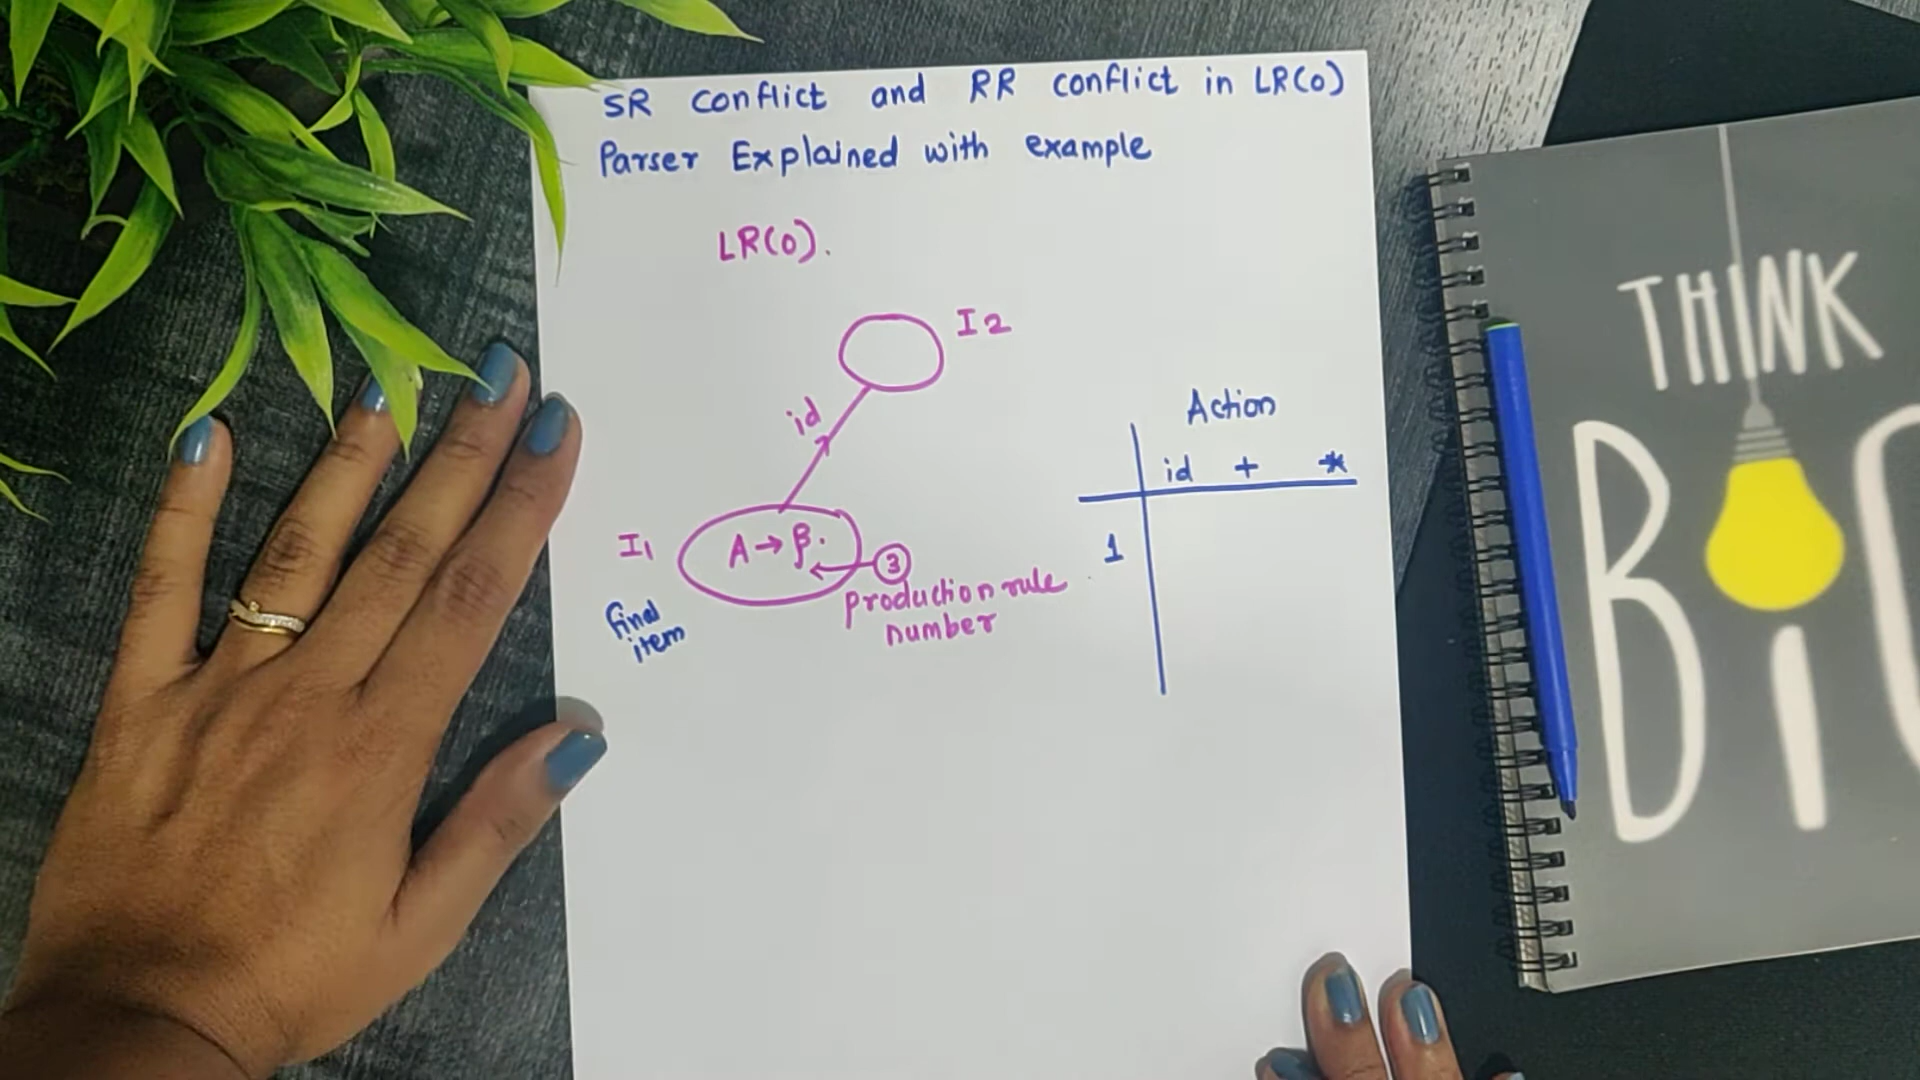 SR conflict and RR conflict in LR(0)
Parser Explained with example
LR(0).
I2
id
I1
A→β.
3
production rule
number
final
item
Action
id + *
1
THINK
BiG